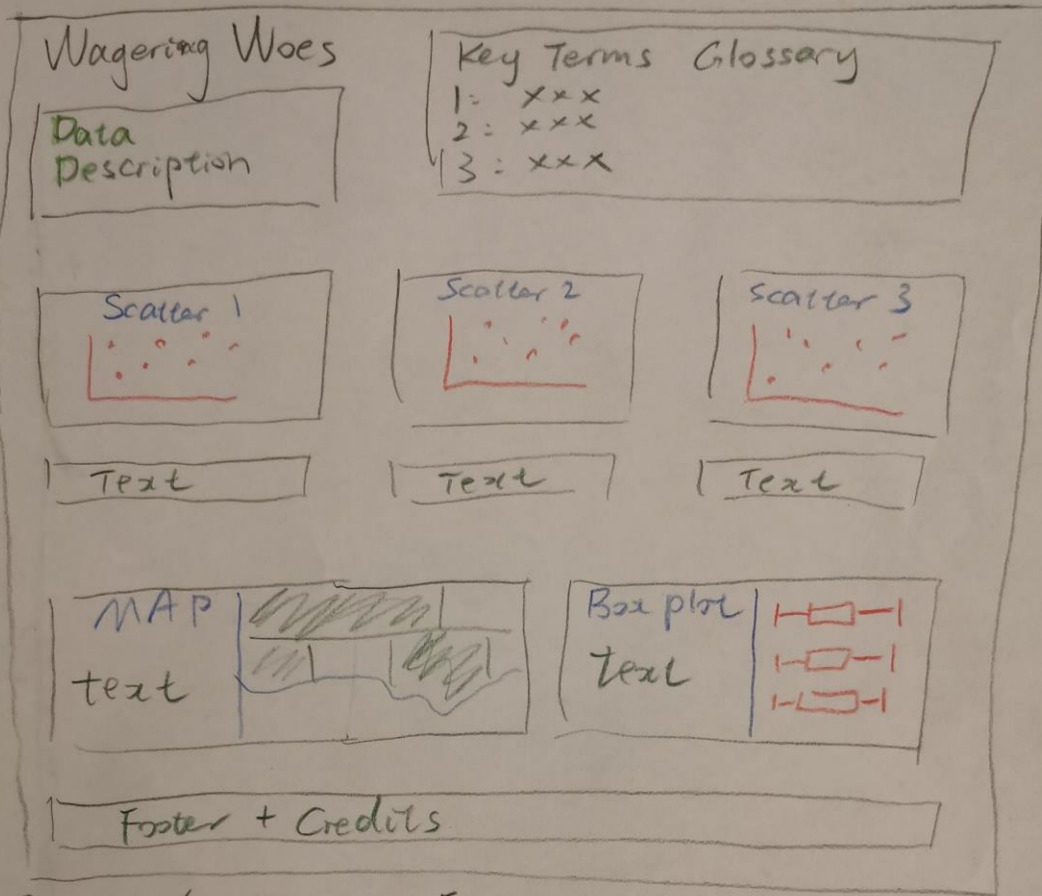 Wagering Woes
Data
Description
Key Terms Glossary
1: xxx
2: xxx
3: xxx
Scatter 1
Scatter 2
Scatter 3
Text
Text
Text
MAP
text
Box plot
text
Footer + Credits